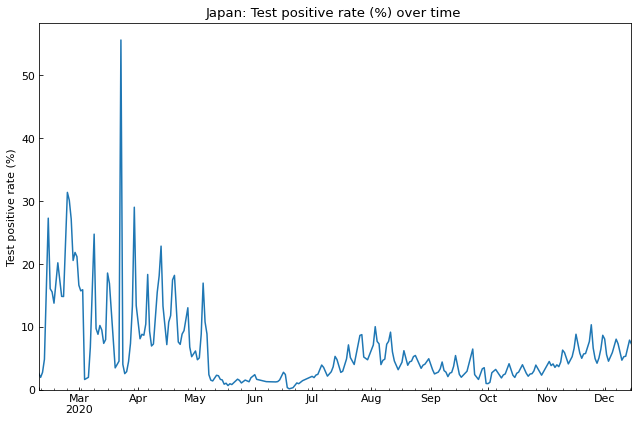 Japan: Test positive rate (%) over time
Test positive rate (%)
50
40
30
20
10
0
Mar Apr May Jun Jul Aug Sep Oct Nov Dec
2020